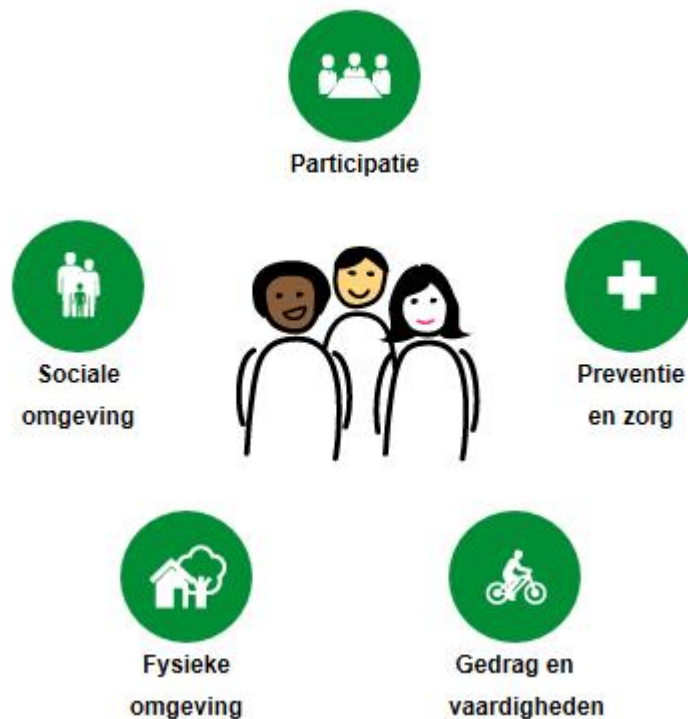 Participatie
Sociale
omgeving
Preventie
en zorg
Fysieke
omgeving
Gedrag en
vaardigheden